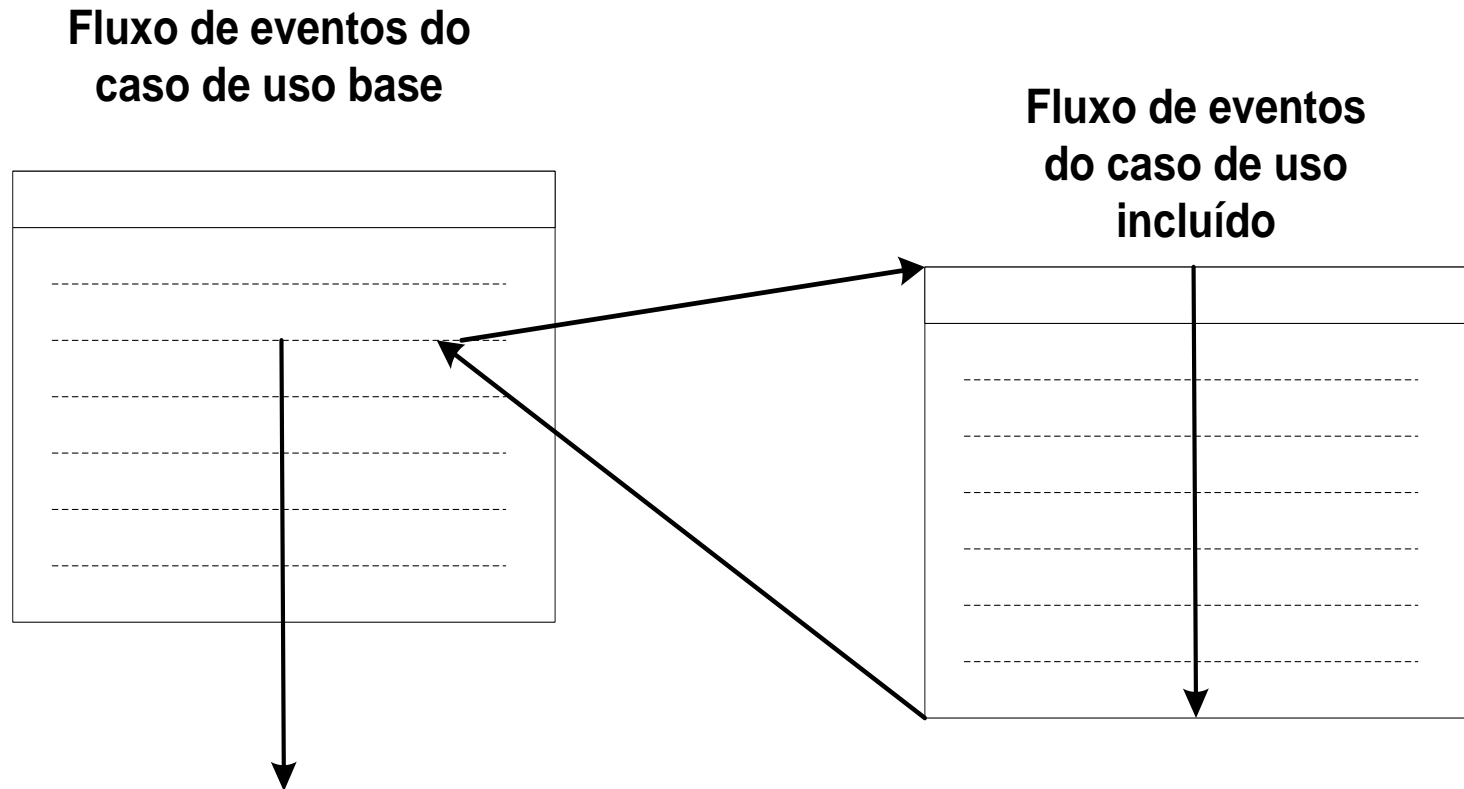 Fluxo de eventos do
caso de uso base
Fluxo de eventos
do caso de uso
incluído